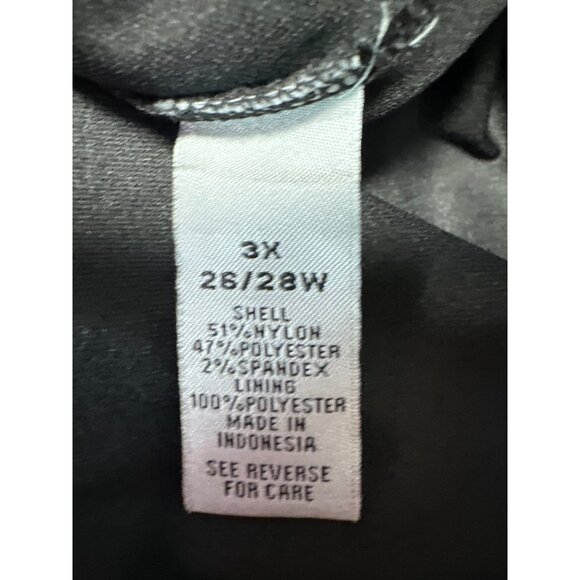 3X
26/28W
SHELL
51%NYLON
47%POLYESTER
2%SPANDEX
LINING
100%POLYESTER
MADE IN
INDONESIA
SEE REVERSE
FOR CARE